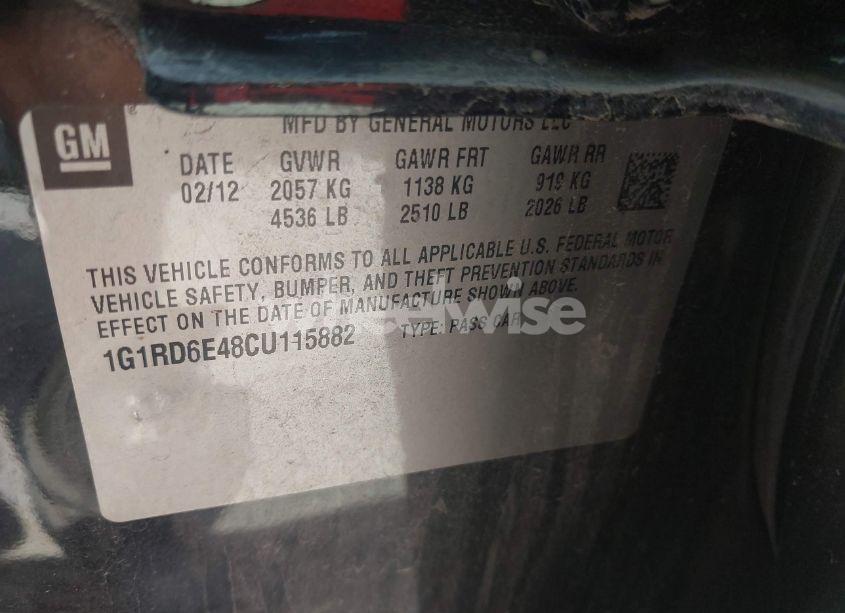 GM
MFD BY GENERAL MOTORS LLC
DATE GVWR GAWR FRT GAWR RR
02/12 2057 KG 1138 KG 919 KG
4536 LB 2510 LB 2026 LB
THIS VEHICLE CONFORMS TO ALL APPLICABLE U.S. FEDERAL MOTOR
VEHICLE SAFETY, BUMPER, AND THEFT PREVENTION STANDARDS IN
EFFECT ON THE DATE OF MANUFACTURE SHOWN ABOVE.
1G1RD6E48CU115882 TYPE: PASS CAR